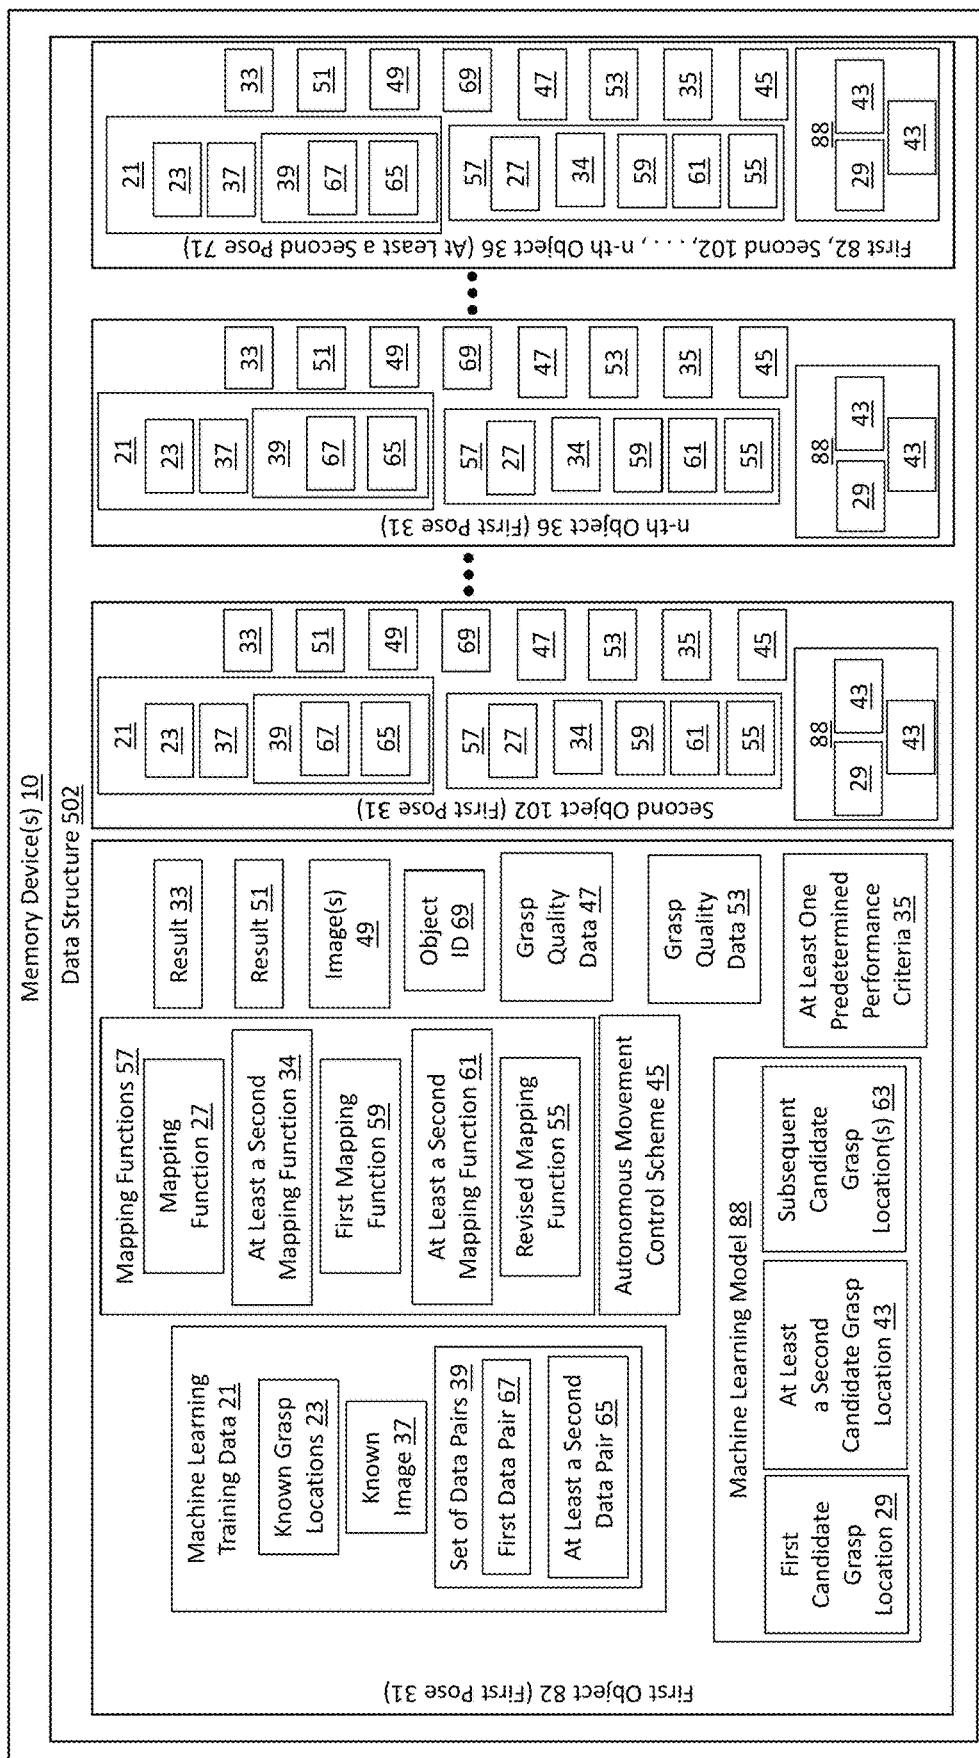 Memory Device(s) 10
Data Structure 502
First Object 82 (First Pose 31)
Machine Learning
Training Data 21
Known Grasp
Locations 23
Known
Image 37
Set of Data Pairs 39
First Data Pair 67
At Least a Second
Data Pair 65
Mapping Functions 57
Mapping
Function 27
At Least a Second
Mapping Function 34
First Mapping
Function 59
At Least a Second
Mapping Function 61
Revised Mapping
Function 55
Autonomous Movement
Control Scheme 45
Result 33
Result 51
Image(s)
49
Object
ID 69
Grasp
Quality
Data 47
Grasp
Quality
Data 53
At Least One
Predetermined
Performance
Criteria 35
Machine Learning Model 88
First
Candidate
Grasp
Location 29
At Least
a Second
Candidate Grasp
Location 43
Subsequent
Candidate
Grasp
Location(s) 63
Second Object 102 (First Pose 31)
21
23
37
39
67
65
57
27
34
59
61
55
33
51
49
69
47
53
35
45
88
29
43
43
n-th Object 36 (First Pose 31)
21
23
37
39
67
65
57
27
34
59
61
55
33
51
49
69
47
53
35
45
88
29
43
43
First 82, Second 102, . . . , n-th Object 36 (At Least a Second Pose 71)
21
23
37
39
67
65
57
27
34
59
61
55
33
51
49
69
47
53
35
45
88
29
43
43